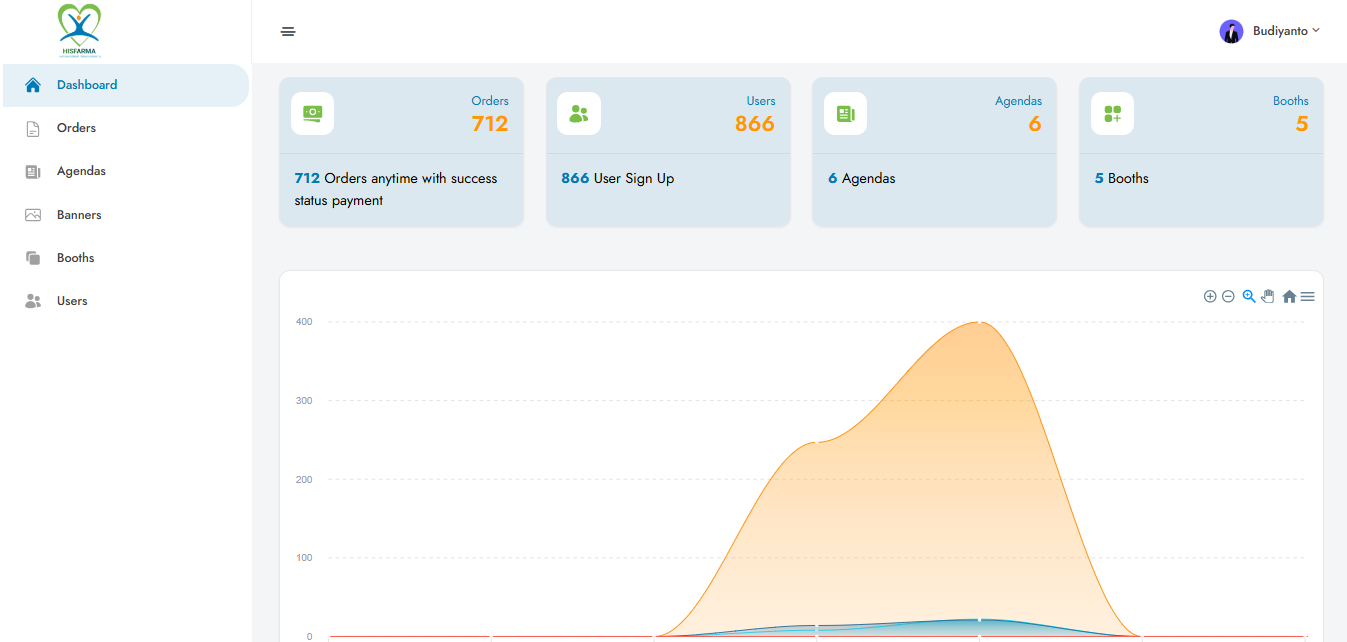 HISFARMA
Budiyanto
Dashboard
Orders
Agendas
Banners
Booths
Users
Orders
712
712 Orders anytime with success
status payment
Users
866
866 User Sign Up
Agendas
6
6 Agendas
Booths
5
5 Booths
400
300
200
100
0